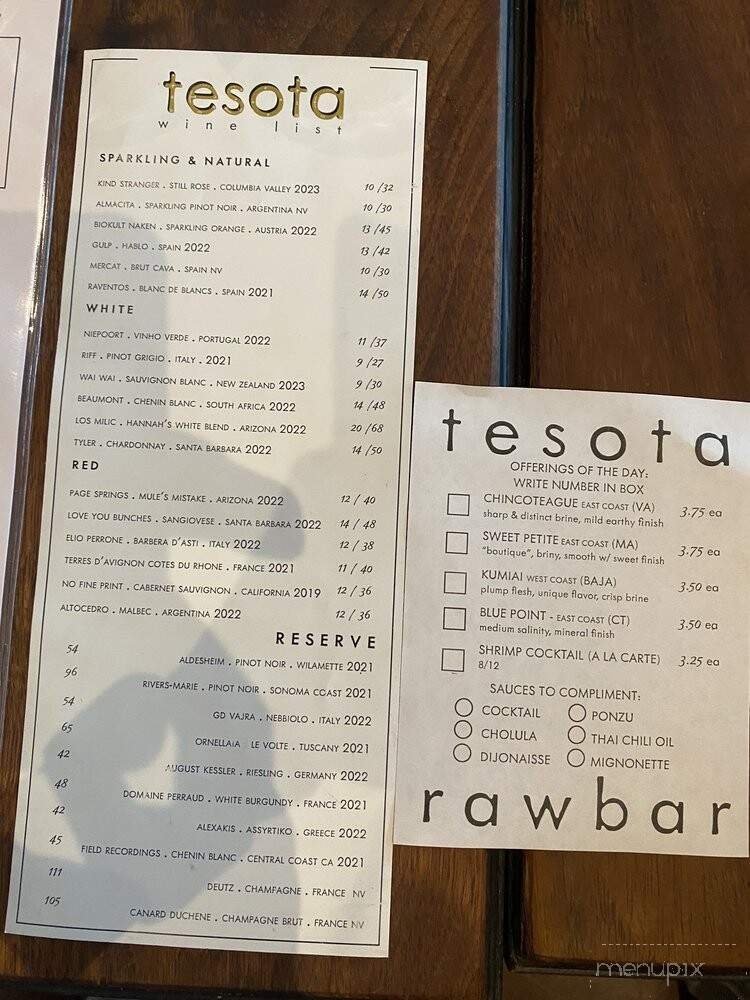 tesota
wine list
SPARKLING & NATURAL
KIND STRANGER . STILL ROSE . COLUMBIA VALLEY 2023 10 /32
ALMACITA . SPARKLING PINOT NOIR . ARGENTINA NV 10 /30
BIOKULT NAKEN . SPARKLING ORANGE . AUSTRIA 2022 13 /45
GULP . HABLO . SPAIN 2022 13 /42
MERCAT . BRUT CAVA . SPAIN NV 10 /30
RAVENTOS . BLANC DE BLANCS . SPAIN 2021 14 /50
WHITE
NIEPOORT . VINHO VERDE . PORTUGAL 2022 11 /37
RIFF . PINOT GRIGIO . ITALY . 2021 9 /27
WAI WAI . SAUVIGNON BLANC . NEW ZEALAND 2023 9 /30
BEAUMONT . CHENIN BLANC . SOUTH AFRICA 2022 14 /48
LOS MILIC . HANNAH'S WHITE BLEND . ARIZONA 2022 20 /68
TYLER . CHARDONNAY . SANTA BARBARA 2022 14 /50
RED
PAGE SPRINGS . MULE'S MISTAKE . ARIZONA 2022 12 / 40
LOVE YOU BUNCHES . SANGIOVESE . SANTA BARBARA 2022 14 / 48
ELIO PERRONE . BARBERA D'ASTI . ITALY 2022 12 / 38
TERRES D'AVIGNON COTES DU RHONE . FRANCE 2021 11 / 40
NO FINE PRINT . CABERNET SAUVIGNON . CALIFORNIA 2019 12 / 36
ALTOCEDRO . MALBEC . ARGENTINA 2022 12 / 36
RESERVE
54 ALDESHEIM . PINOT NOIR . WILAMETTE 2021
96 RIVERS-MARIE . PINOT NOIR . SONOMA COAST 2021
54 GD VAJRA . NEBBIOLO . ITALY 2022
65 ORNELLAIA LE VOLTE . TUSCANY 2021
42 AUGUST KESSLER . RIESLING . GERMANY 2022
48 DOMAINE PERRAUD . WHITE BURGUNDY . FRANCE 2021
42 ALEXAKIS . ASSYRTIKO . GREECE 2022
45 FIELD RECORDINGS . CHENIN BLANC . CENTRAL COAST CA 2021
111 DEUTZ . CHAMPAGNE . FRANCE NV
105 CANARD DUCHENE . CHAMPAGNE BRUT . FRANCE NV
tesota
OFFERINGS OF THE DAY:
WRITE NUMBER IN BOX
CHINCOTEAGUE EAST COAST (VA) 3.75 ea
sharp & distinct brine, mild earthy finish
SWEET PETITE EAST COAST (MA) 3.75 ea
"boutique", briny, smooth w/ sweet finish
KUMIAI WEST COAST (BAJA) 3.50 ea
plump flesh, unique flavor, crisp brine
BLUE POINT - EAST COAST (CT) 3.50 ea
medium salinity, mineral finish
SHRIMP COCKTAIL (A LA CARTE) 3.25 ea
8/12
SAUCES TO COMPLIMENT:
COCKTAIL PONZU
CHOLULA THAI CHILI OIL
DIJONAISSE MIGNONETTE
rawbar
menupix